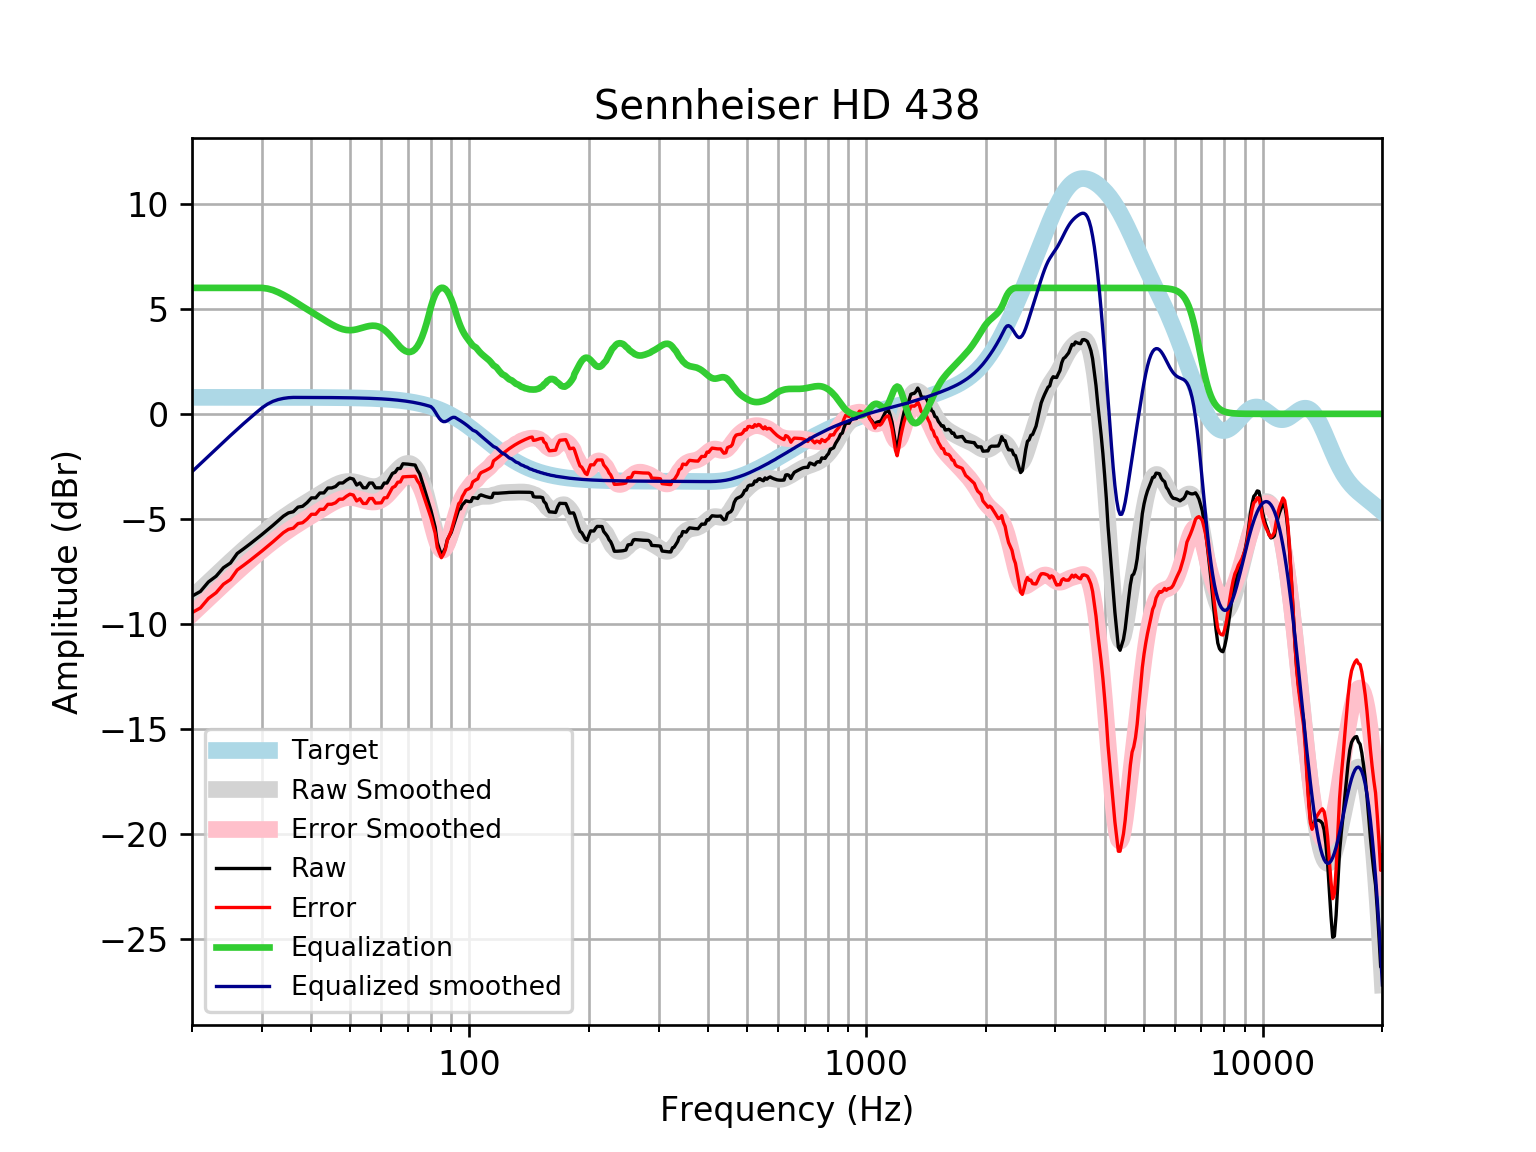 Sennheiser HD 438
Amplitude (dBr)
10
5
0
−5
−10
−15
−20
−25
Target
Raw Smoothed
Error Smoothed
Raw
Error
Equalization
Equalized smoothed
100 1000 10000
Frequency (Hz)